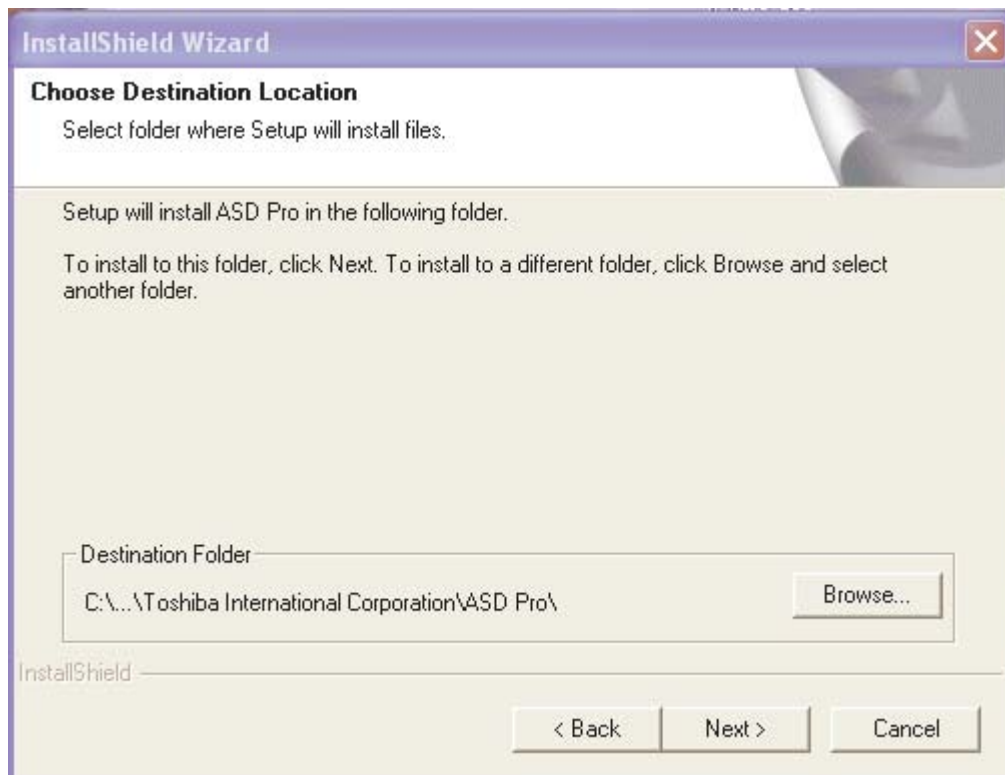 InstallShield Wizard
Choose Destination Location
Select folder where Setup will install files.
Setup will install ASD Pro in the following folder.
To install to this folder, click Next. To install to a different folder, click Browse and select
another folder.
Destination Folder
C:\...\Toshiba International Corporation\ASD Pro\
Browse...
InstallShield
< Back
Next >
Cancel